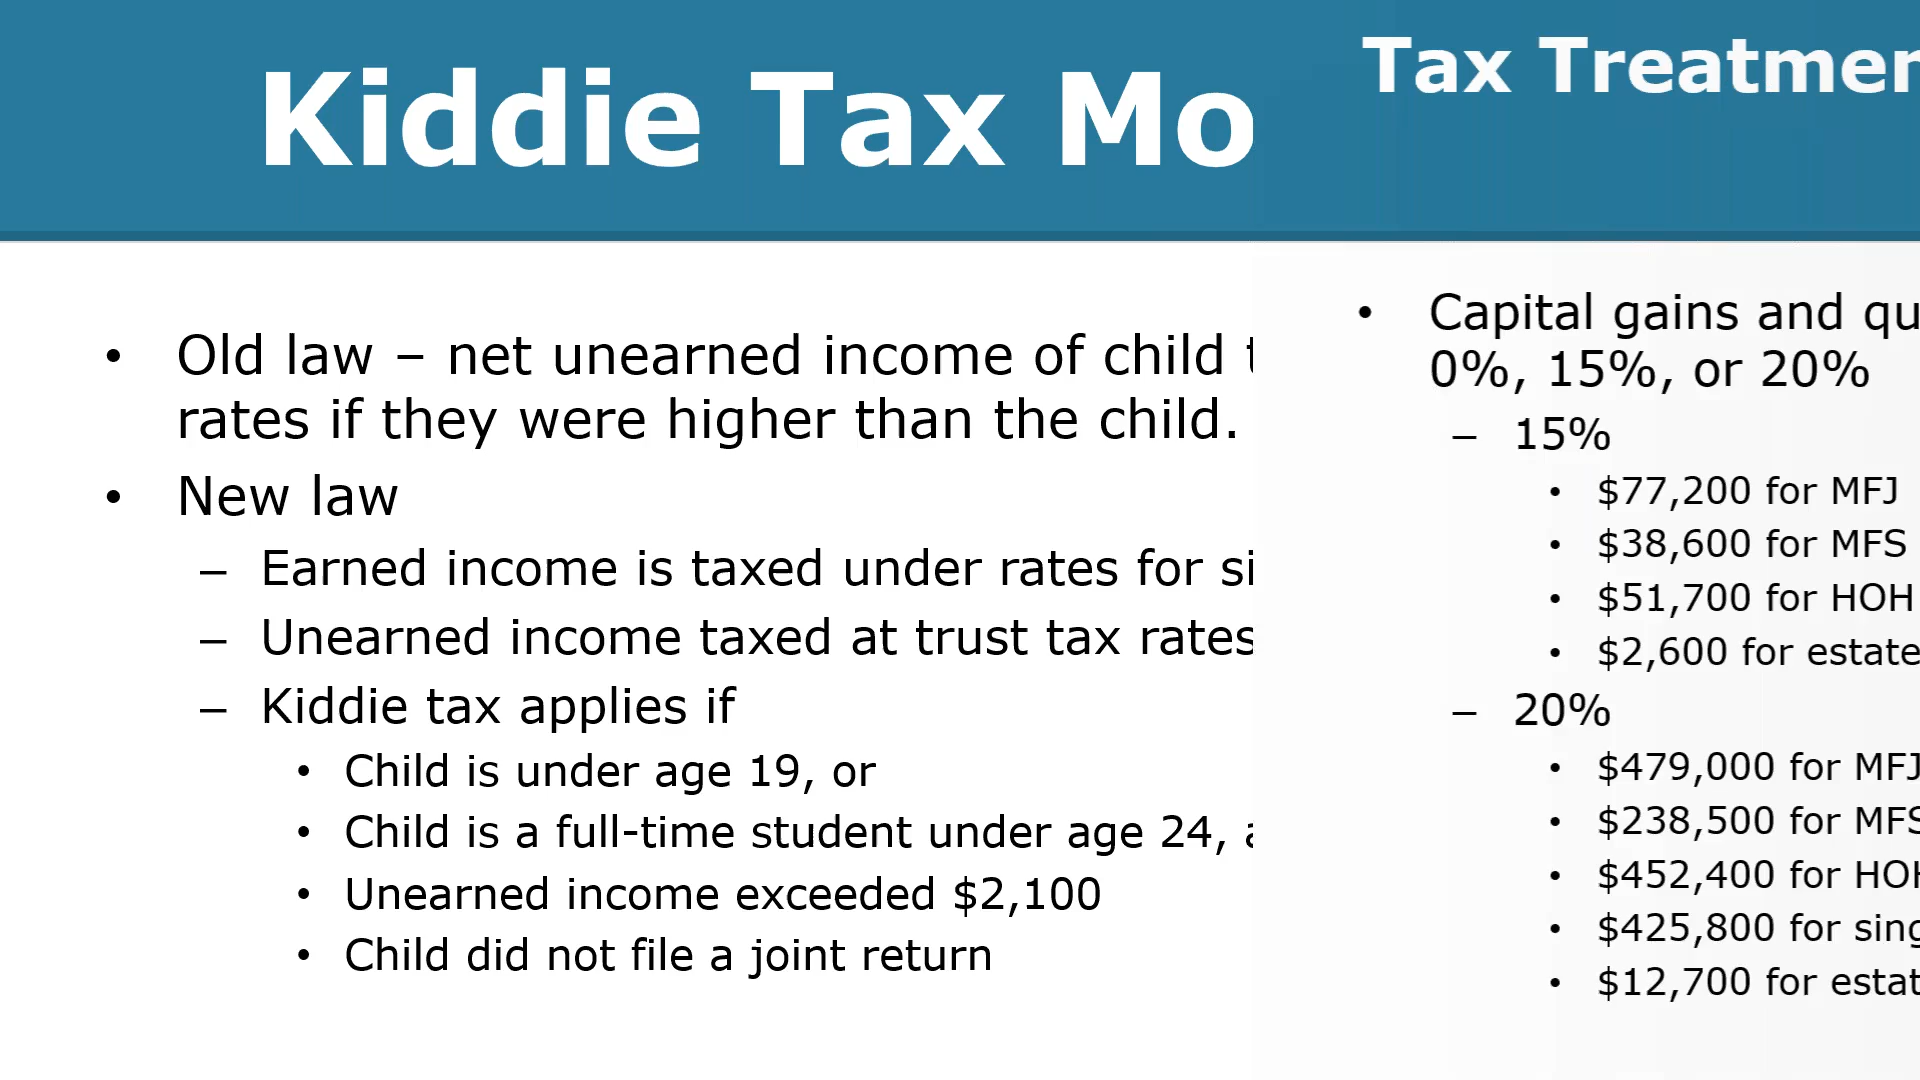 Kiddie Tax Mo
• Old law – net unearned income of child
rates if they were higher than the child.
• New law
– Earned income is taxed under rates for
– Unearned income taxed at trust tax rates
– Kiddie tax applies if
• Child is under age 19, or
• Child is a full-time student under age 24,
• Unearned income exceeded $2,100
• Child did not file a joint return
Tax Treatmen
• Capital gains and qu
0%, 15%, or 20%
– 15%
• $77,200 for MFJ
• $38,600 for MFS
• $51,700 for HOH
• $2,600 for estate
– 20%
• $479,000 for MFJ
• $238,500 for MFS
• $452,400 for HOH
• $425,800 for sing
• $12,700 for estat